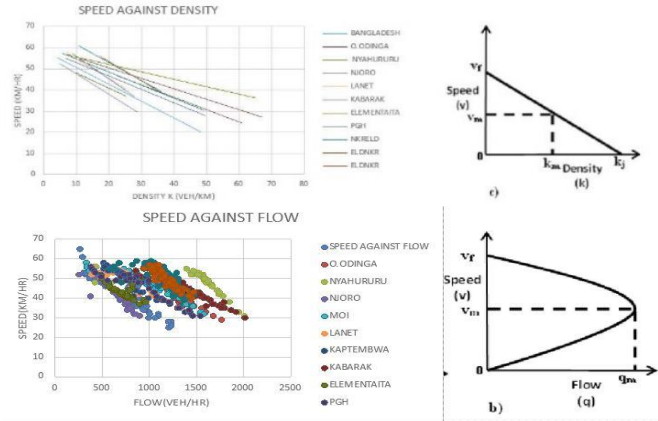 SPEED AGAINST DENSITY
SPEED (KM/HR)
70
60
50
40
30
20
10
0
0 10 20 30 40 50 60 70 80
DENSITY K (VEH/KM)
BANGLADESH
O.ODINGA
NYAHURURU
NJORO
LANET
KABARAK
ELEMENTAITA
PGH
NKRELD
ELDNKR
ELDNKR
vf
Speed
(v)
vm
0
0
km Density kj
(k)
c)
SPEED AGAINST FLOW
SPEED(KM/HR)
70
60
50
40
30
20
10
0
0 500 1000 1500 2000 2500
FLOW(VEH/HR)
SPEED AGAINST FLOW
O.ODINGA
NYAHURURU
NJORO
MOI
LANET
KAPTEMBWA
KABARAK
ELEMENTAITA
PGH
vf
Speed
(v)
vm
0
0
Flow qm
(q)
b)